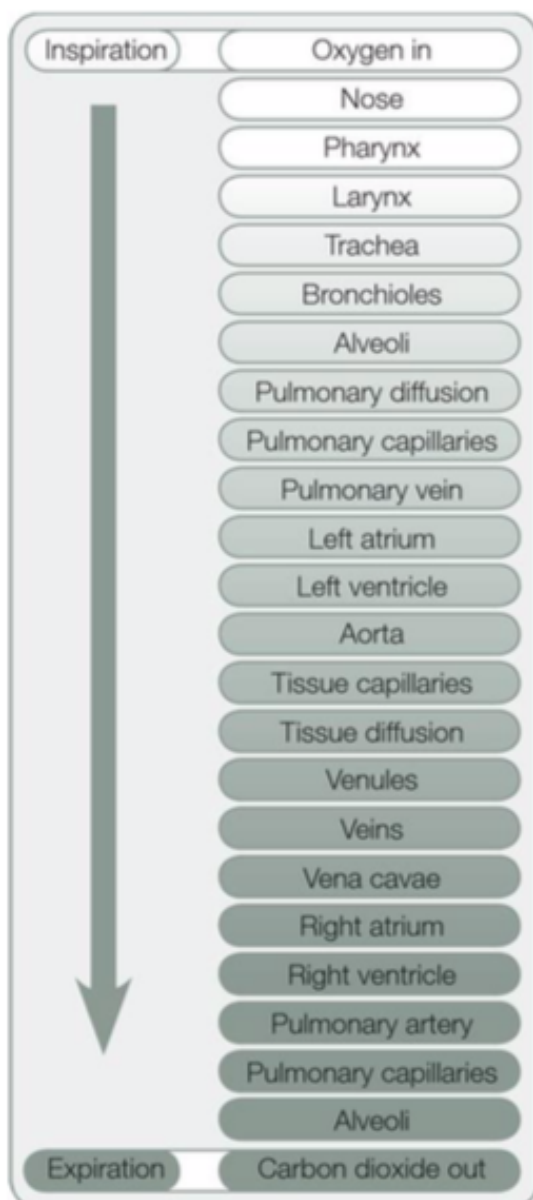 Inspiration
Oxygen in
Nose
Pharynx
Larynx
Trachea
Bronchioles
Alveoli
Pulmonary diffusion
Pulmonary capillaries
Pulmonary vein
Left atrium
Left ventricle
Aorta
Tissue capillaries
Tissue diffusion
Venules
Veins
Vena cavae
Right atrium
Right ventricle
Pulmonary artery
Pulmonary capillaries
Alveoli
Expiration
Carbon dioxide out